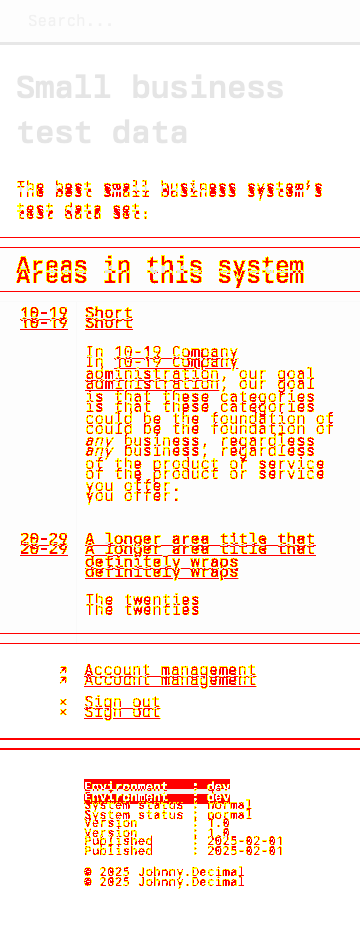 Search...
Small business
test data
The best small business system's
test data set:
Areas in this system
10-19 Short
In 10-19 Company
administration, our goal
is that these categories
could be the foundation of
any business, regardless
of the product or service
you offer.
20-29 A longer area title that
definitely wraps
The twenties
↗ Account management
× Sign out
Environment : dev
System status : normal
Version : 1.0
Published : 2025-02-01
© 2025 Johnny.Decimal